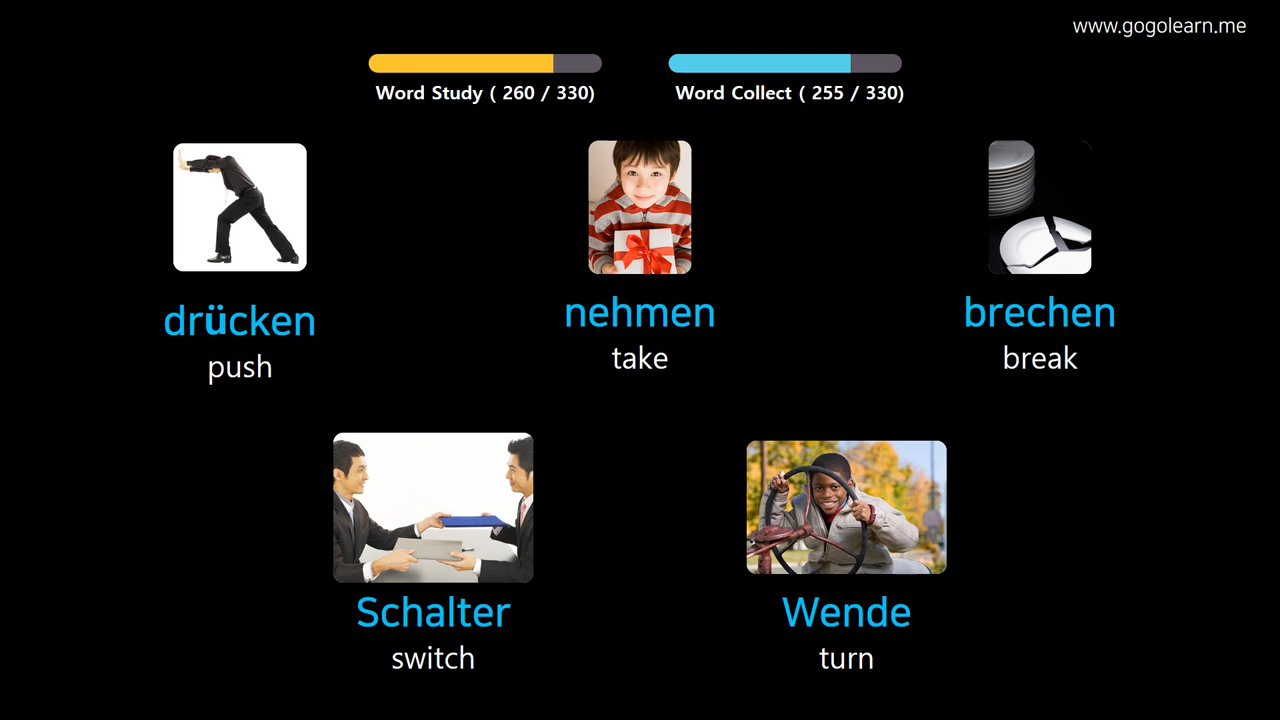 www.gogolearn.me
Word Study ( 260 / 330)
Word Collect ( 255 / 330)
drücken
push
nehmen
take
brechen
break
Schalter
switch
Wende
turn